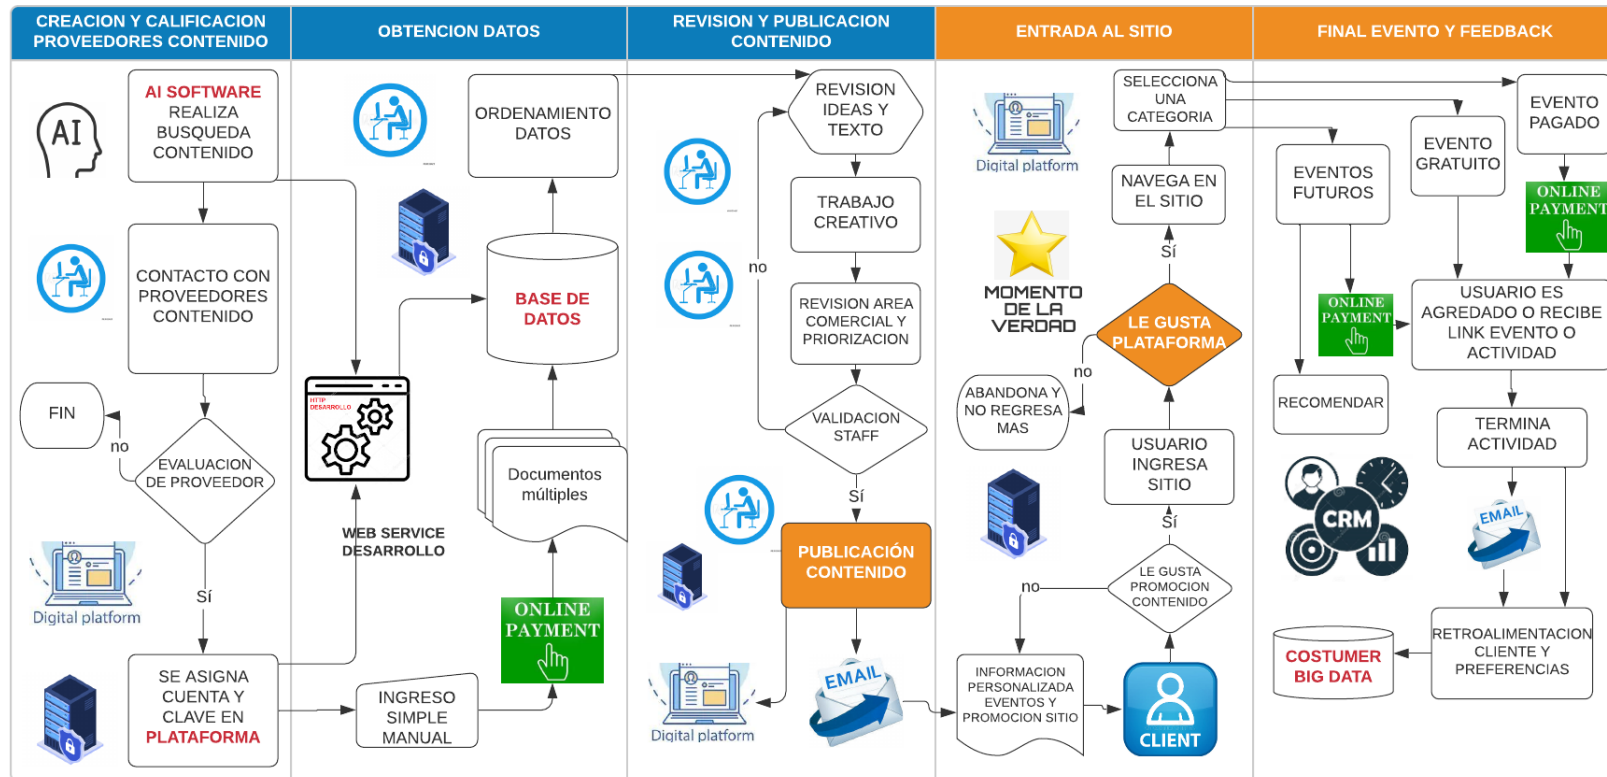 CREACION Y CALIFICACION
PROVEEDORES CONTENIDO
OBTENCION DATOS
REVISION Y PUBLICACION
CONTENIDO
ENTRADA AL SITIO
FINAL EVENTO Y FEEDBACK
AI SOFTWARE
REALIZA
BUSQUEDA
CONTENIDO
AI
CONTACTO CON
PROVEEDORES
CONTENIDO
FIN
no
EVALUACION
DE PROVEEDOR
Sí
Digital platform
SE ASIGNA
CUENTA Y
CLAVE EN
PLATAFORMA
ORDENAMIENTO
DATOS
BASE DE
DATOS
HTTP
DESARROLLO
WEB SERVICE
DESARROLLO
Documentos
múltiples
ONLINE
PAYMENT
INGRESO
SIMPLE
MANUAL
REVISION
IDEAS Y
TEXTO
TRABAJO
CREATIVO
no
REVISION AREA
COMERCIAL Y
PRIORIZACION
VALIDACION
STAFF
Sí
PUBLICACIÓN
CONTENIDO
Digital platform
EMAIL
Digital platform
SELECCIONA
UNA
CATEGORIA
NAVEGA EN
EL SITIO
Sí
MOMENTO
DE LA
VERDAD
LE GUSTA
PLATAFORMA
no
ABANDONA Y
NO REGRESA
MAS
USUARIO
INGRESA
SITIO
Sí
LE GUSTA
PROMOCION
CONTENIDO
no
INFORMACION
PERSONALIZADA
EVENTOS Y
PROMOCION SITIO
CLIENT
EVENTO
PAGADO
EVENTO
GRATUITO
EVENTOS
FUTUROS
ONLINE
PAYMENT
ONLINE
PAYMENT
USUARIO ES
AGREDADO O RECIBE
LINK EVENTO O
ACTIVIDAD
RECOMENDAR
TERMINA
ACTIVIDAD
CRM
EMAIL
RETROALIMENTACION
CLIENTE Y
PREFERENCIAS
COSTUMER
BIG DATA